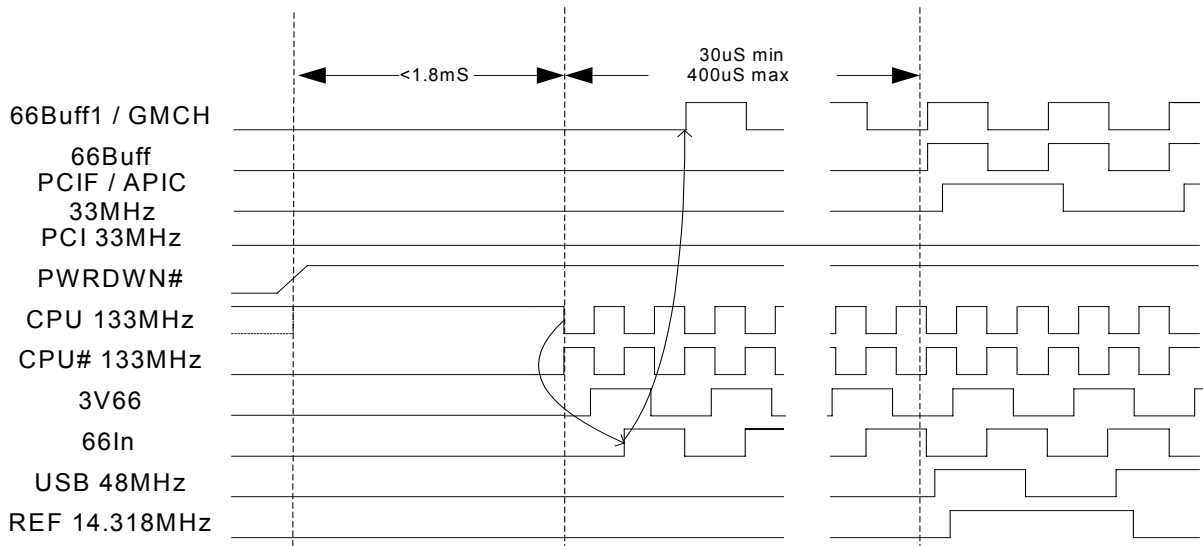 <1.8mS
30uS min
400uS max
66Buff1 / GMCH
66Buff
PCIF / APIC
33MHz
PCI 33MHz
PWRDWN#
CPU 133MHz
CPU# 133MHz
3V66
66In
USB 48MHz
REF 14.318MHz